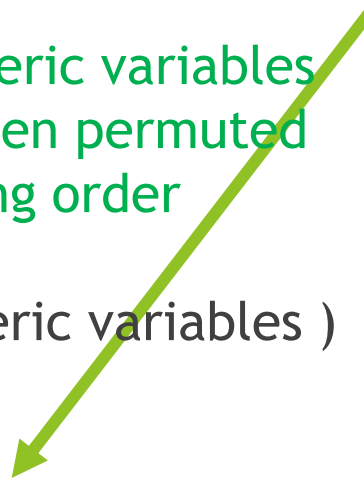 eric variables
en permuted
ng order
eric variables )